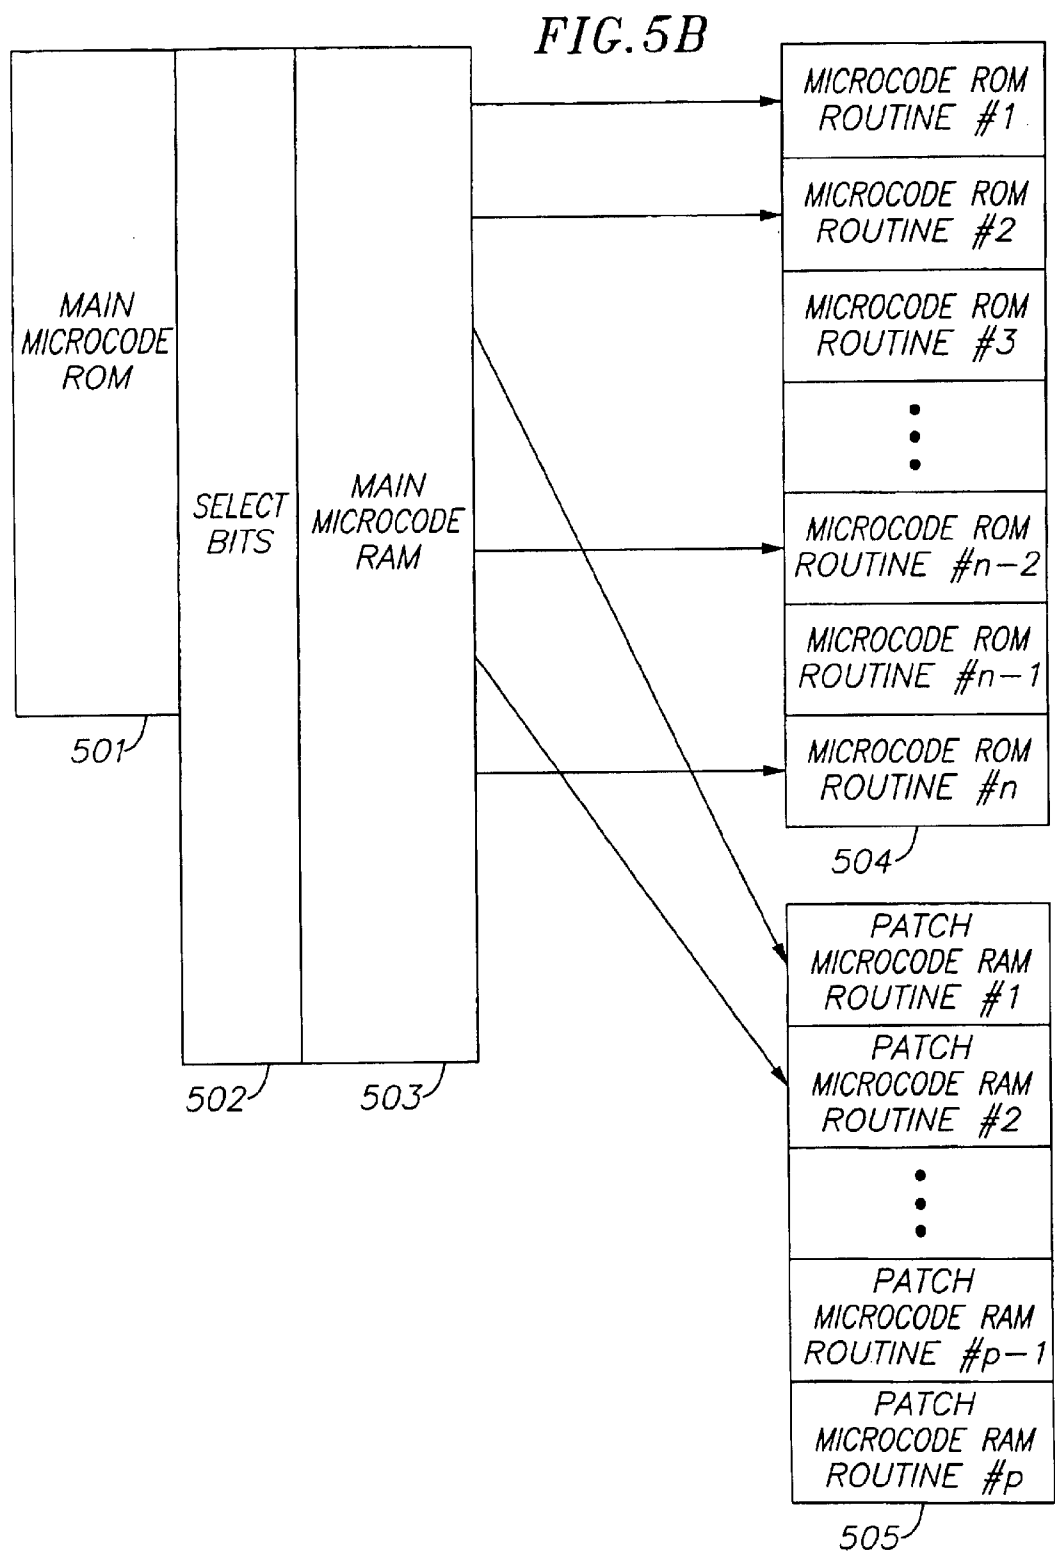 FIG.5B
MAIN
MICROCODE
ROM
501
SELECT
BITS
502
MAIN
MICROCODE
RAM
503
MICROCODE ROM
ROUTINE #1
MICROCODE ROM
ROUTINE #2
MICROCODE ROM
ROUTINE #3
MICROCODE ROM
ROUTINE #n-2
MICROCODE ROM
ROUTINE #n-1
MICROCODE ROM
ROUTINE #n
504
PATCH
MICROCODE RAM
ROUTINE #1
PATCH
MICROCODE RAM
ROUTINE #2
PATCH
MICROCODE RAM
ROUTINE #p-1
PATCH
MICROCODE RAM
ROUTINE #p
505